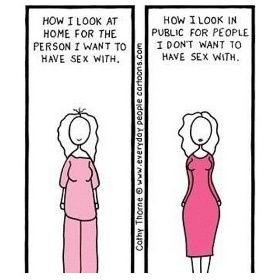 HOW I LOOK AT
HOME FOR THE
PERSON I WANT TO
HAVE SEX WITH.
Cathy Thorne © www.everyday people cartoons.com
HOW I LOOK IN
PUBLIC FOR PEOPLE
I DON'T WANT TO
HAVE SEX WITH.